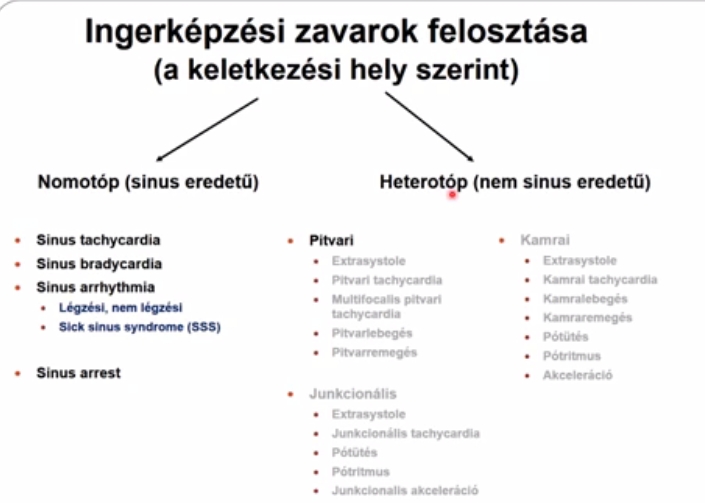 Ingerképzési zavarok felosztása
(a keletkezési hely szerint)
Nomotóp (sinus eredetű)
Sinus tachycardia
Sinus bradycardia
Sinus arrhythmia
Légzési, nem légzési
Sick sinus syndrome (SSS)
Sinus arrest
Heterotóp (nem sinus eredetű)
Pitvari
Extrasystole
Pitvari tachycardia
Multifocalis pitvari
tachycardia
Pitvarlebegés
Pitvarremegés
Junkcionális
Extrasystole
Junkcionális tachycardia
Pótütés
Pótritmus
Junkcionalis akceleráció
Kamrai
Extrasystole
Kamrai tachycardia
Kamralebegés
Kamraremegés
Pótütés
Pótritmus
Akceleráció